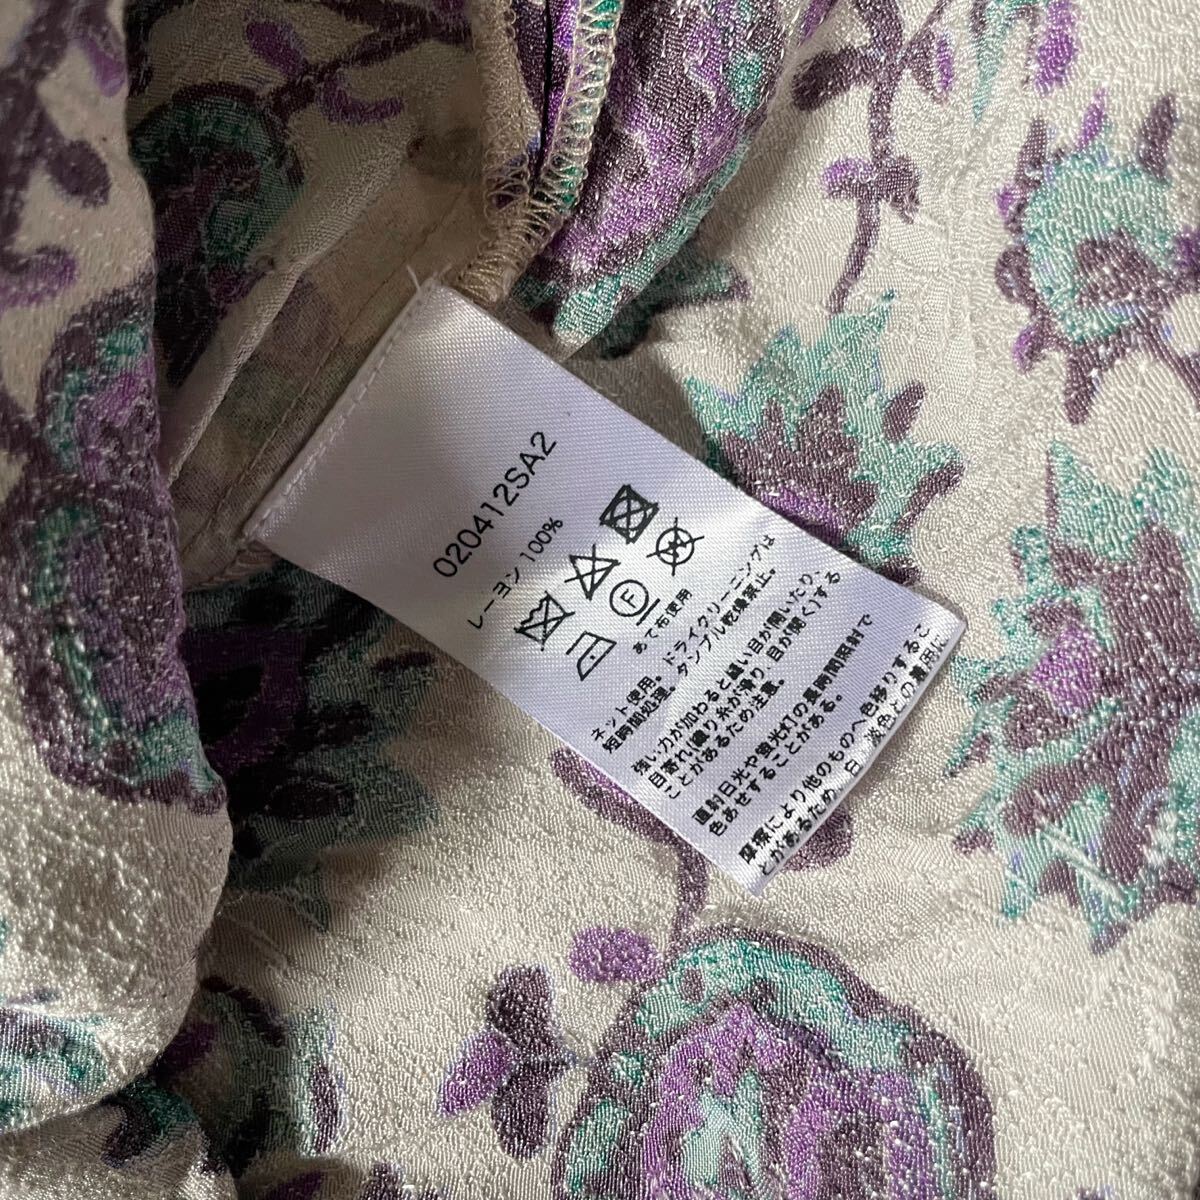 020412SA2
レーヨン 100%
F
あて布使用
ネット使用。ドライクリーニングは
短時間処理。タンブル乾燥禁止。
強い力が加わると縫い目が開いたり、
目寄れ(織り糸が滑り、目が開く)する
ことがあるため注意。
直射日光や蛍光灯の長時間照射で
色あせすることがある。
摩擦により他のものへ色移りするこ
とがあるため、白、淡色との着用に